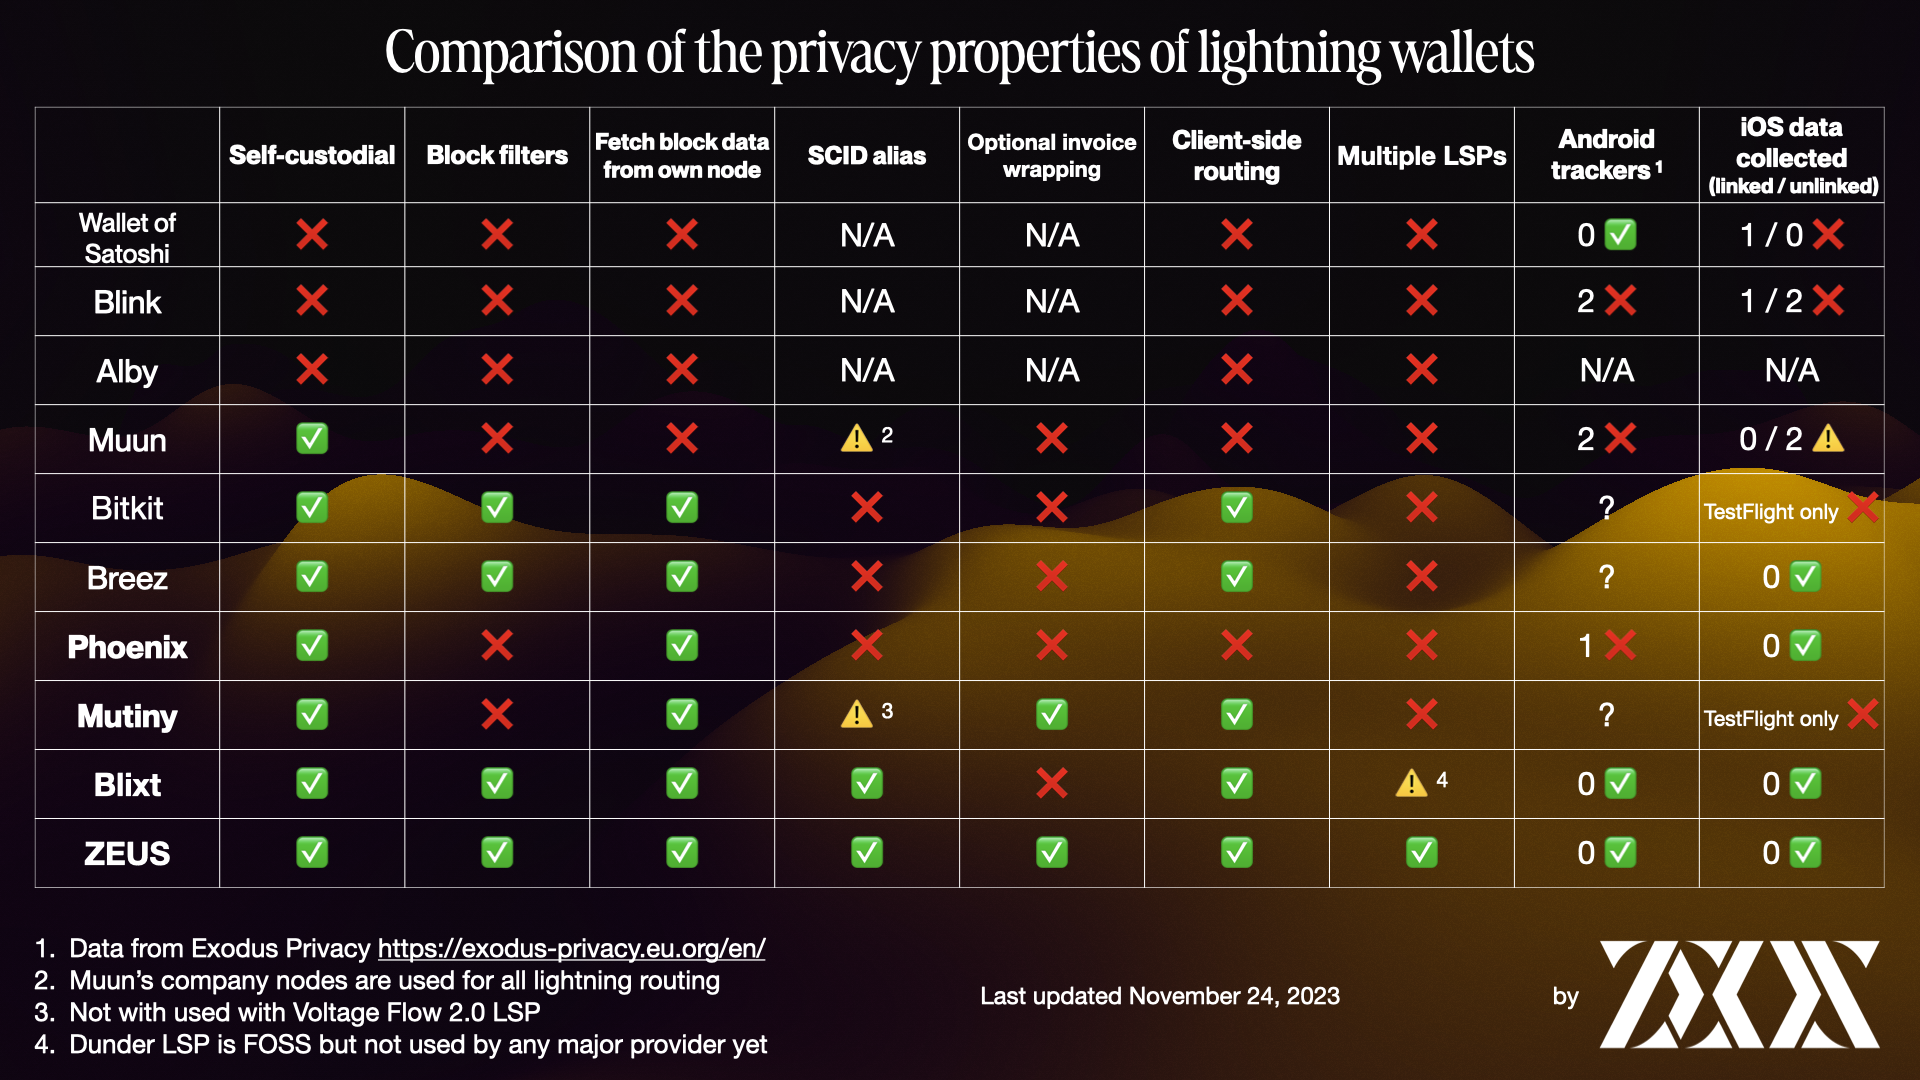 Comparison of the privacy properties of lightning wallets
Self-custodial
Block filters
Fetch block data
from own node
SCID alias
Optional invoice
wrapping
Client-side
routing
Multiple LSPs
Android
trackers 1
iOS data
collected
(linked / unlinked)
Wallet of
Satoshi
❌ ❌ ❌ N/A N/A ❌ ❌ 0 ✅ 1 / 0 ❌
Blink ❌ ❌ ❌ N/A N/A ❌ ❌ 2 ❌ 1 / 2 ❌
Alby ❌ ❌ ❌ N/A N/A ❌ ❌ N/A N/A
Muun ✅ ❌ ❌ ⚠️ 2 ❌ ❌ ❌ 2 ❌ 0 / 2 ⚠️
Bitkit ✅ ✅ ✅ ❌ ❌ ✅ ❌ ? TestFlight only ❌
Breez ✅ ✅ ✅ ❌ ❌ ✅ ❌ ? 0 ✅
Phoenix ✅ ❌ ✅ ❌ ❌ ❌ ❌ 1 ❌ 0 ✅
Mutiny ✅ ❌ ✅ ⚠️ 3 ✅ ✅ ❌ ? TestFlight only ❌
Blixt ✅ ✅ ✅ ✅ ❌ ✅ ⚠️ 4 0 ✅ 0 ✅
ZEUS ✅ ✅ ✅ ✅ ✅ ✅ ✅ 0 ✅ 0 ✅
1. Data from Exodus Privacy https://exodus-privacy.eu.org/en/
2. Muun's company nodes are used for all lightning routing
3. Not with used with Voltage Flow 2.0 LSP
4. Dunder LSP is FOSS but not used by any major provider yet
Last updated November 24, 2023
by